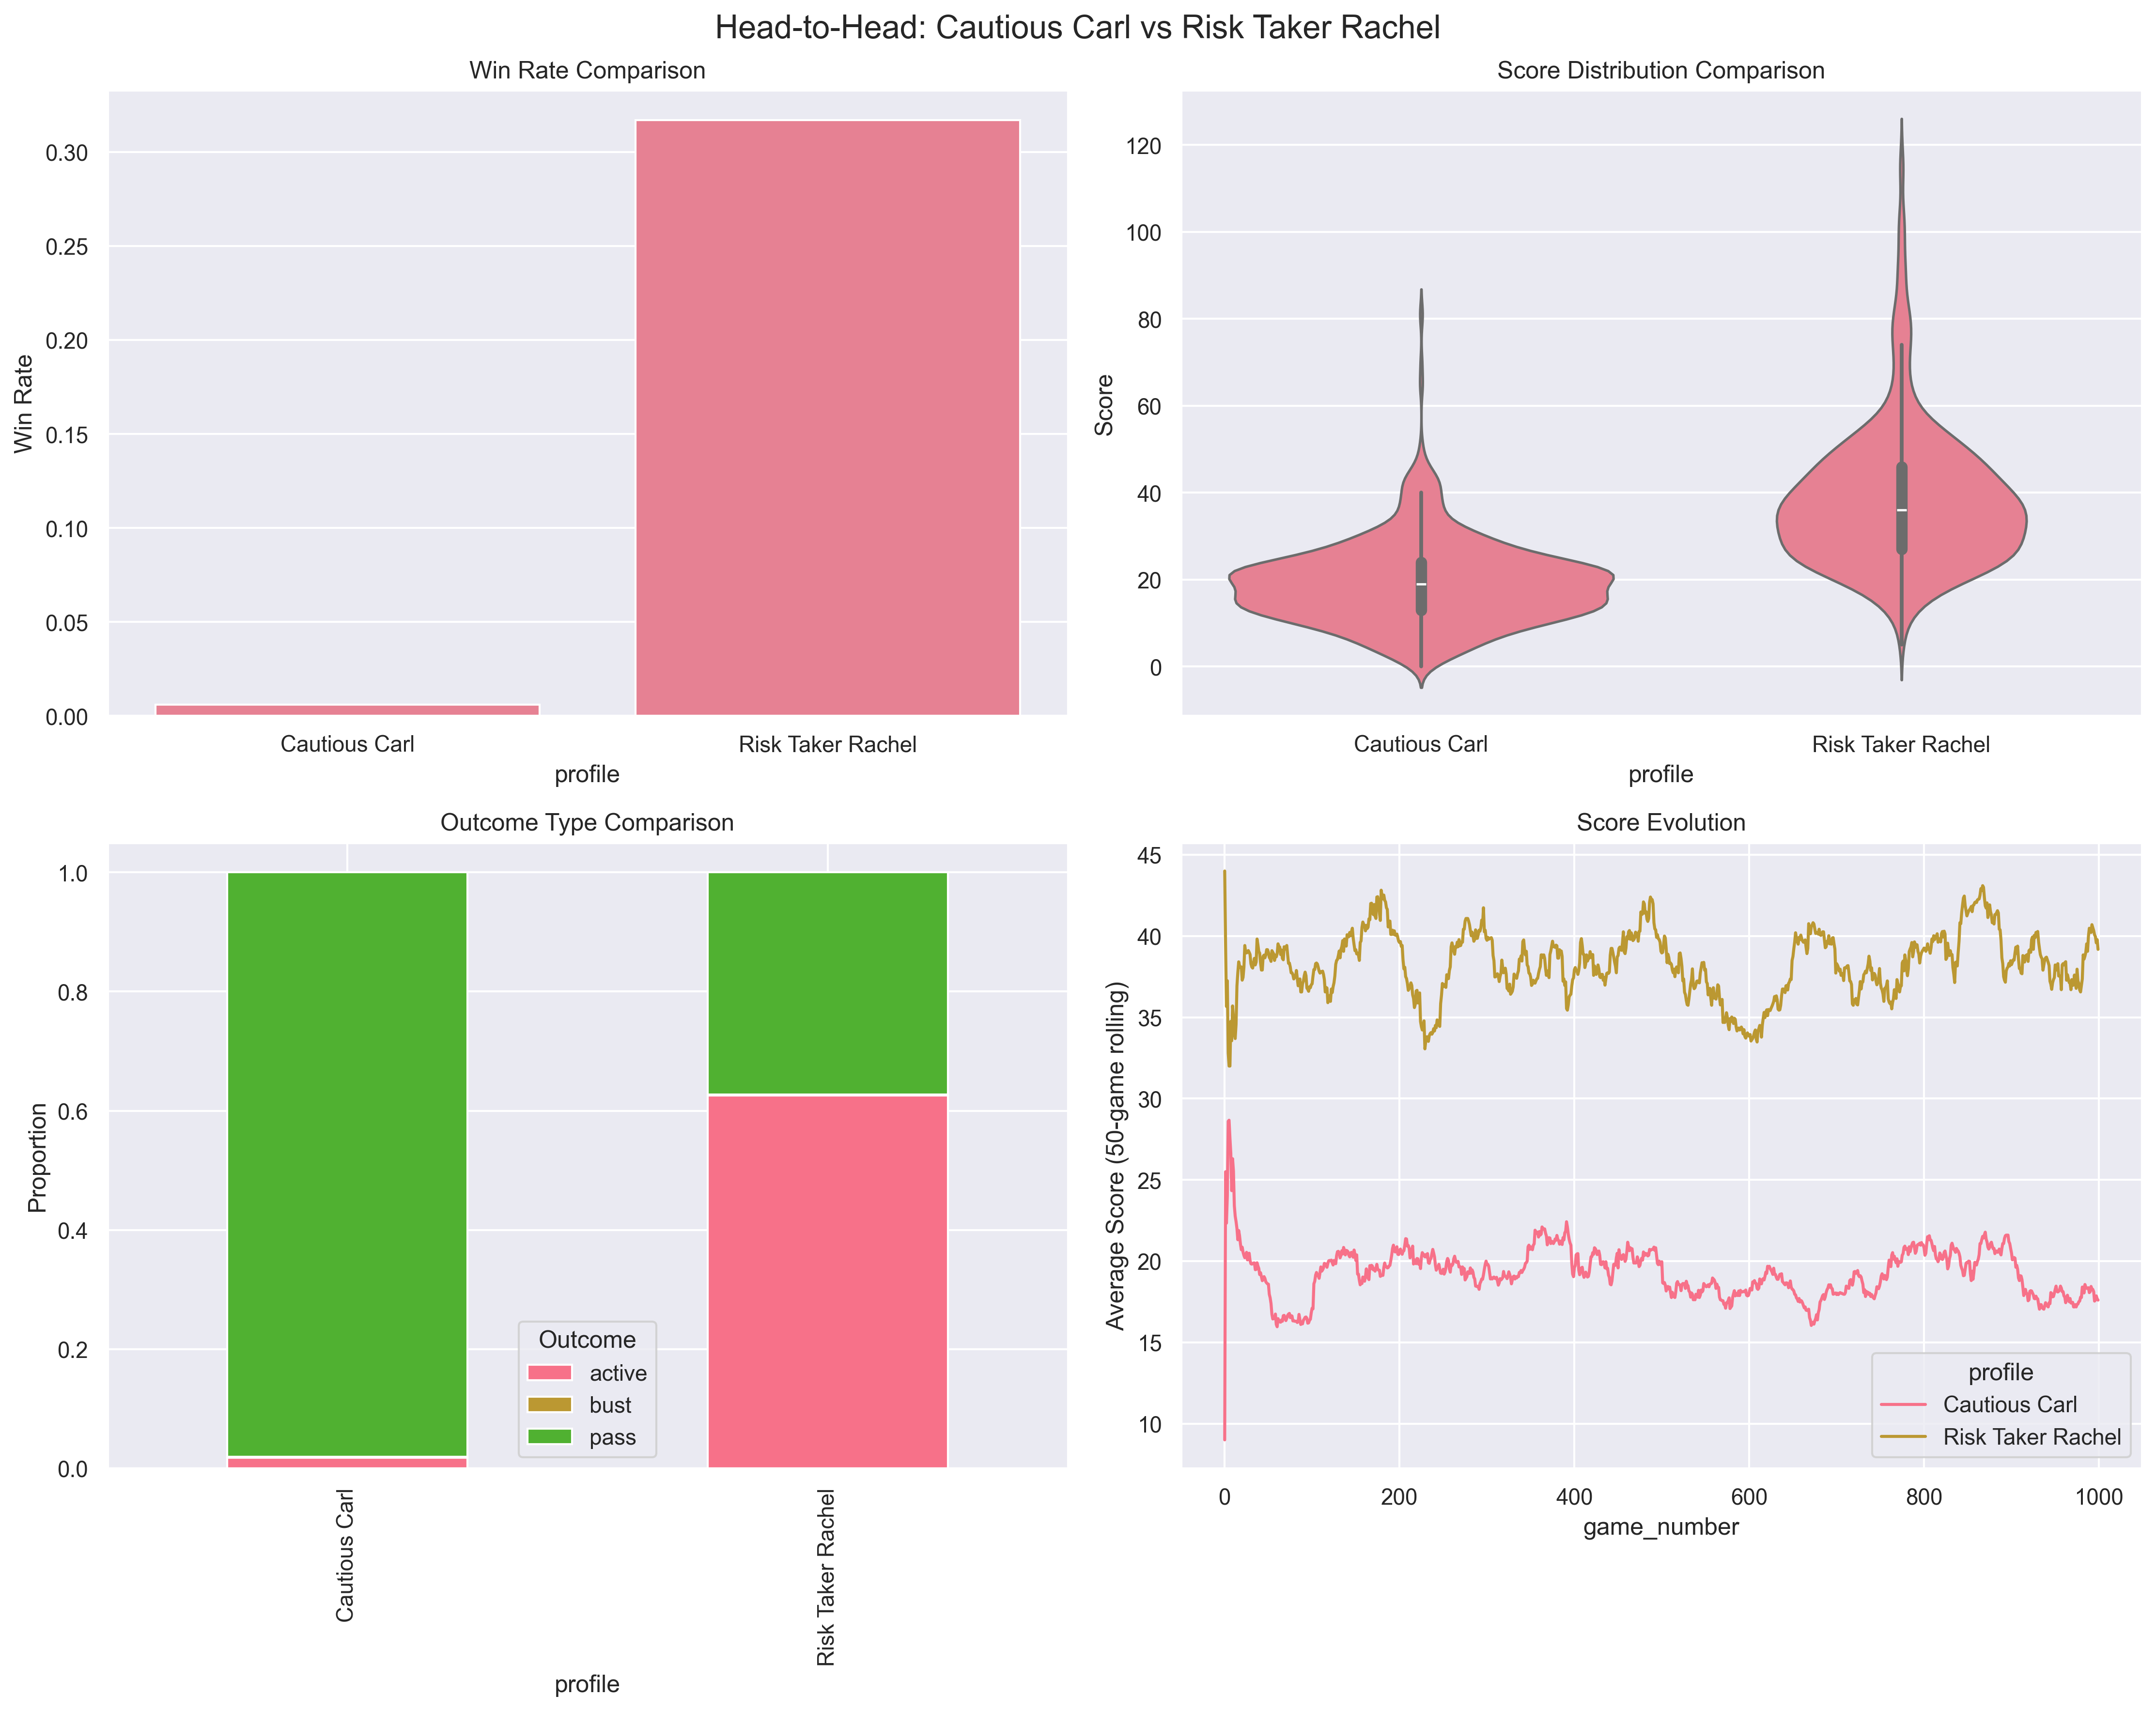 Head-to-Head: Cautious Carl vs Risk Taker Rachel
Win Rate Comparison
Win Rate
0.30
0.25
0.20
0.15
0.10
0.05
0.00
Cautious Carl
Risk Taker Rachel
profile
Score Distribution Comparison
Score
120
100
80
60
40
20
0
Cautious Carl
Risk Taker Rachel
profile
Outcome Type Comparison
Proportion
1.0
0.8
0.6
0.4
0.2
0.0
Outcome
active
bust
pass
Cautious Carl
Risk Taker Rachel
profile
Score Evolution
Average Score (50-game rolling)
45
40
35
30
25
20
15
10
profile
Cautious Carl
Risk Taker Rachel
0
200
400
600
800
1000
game_number